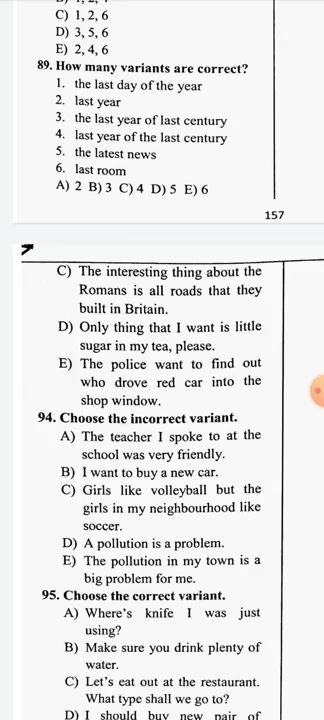 C) 1, 2, 6
D) 3, 5, 6
E) 2, 4, 6
89. How many variants are correct?
1. the last day of the year
2. last year
3. the last year of last century
4. last year of the last century
5. the latest news
6. last room
A) 2 B) 3 C) 4 D) 5 E) 6
157
C) The interesting thing about the
Romans is all roads that they
built in Britain.
D) Only thing that I want is little
sugar in my tea, please.
E) The police want to find out
who drove red car into the
shop window.
94. Choose the incorrect variant.
A) The teacher I spoke to at the
school was very friendly.
B) I want to buy a new car.
C) Girls like volleyball but the
girls in my neighbourhood like
soccer.
D) A pollution is a problem.
E) The pollution in my town is a
big problem for me.
95. Choose the correct variant.
A) Where's knife I was just
using?
B) Make sure you drink plenty of
water.
C) Let's eat out at the restaurant.
What type shall we go to?
D) I should buy new pair of